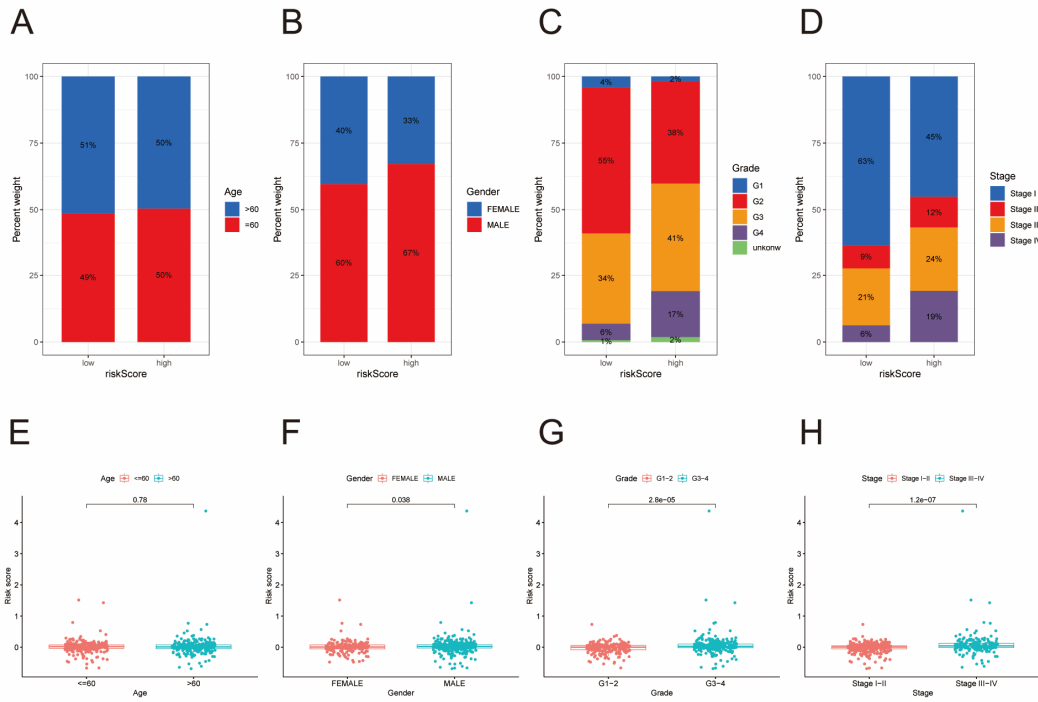 A
B
C
D
100
75
50
25
0
Percent weight
51%
50%
49%
50%
low
high
riskScore
Age
>60
=60
100
75
50
25
0
Percent weight
40%
33%
60%
67%
low
high
riskScore
Gender
FEMALE
MALE
100
75
50
25
0
Percent weight
4%
2%
55%
38%
34%
41%
6%
17%
1%
2%
low
high
riskScore
Grade
G1
G2
G3
G4
unkonw
100
75
50
25
0
Percent weight
63%
45%
9%
12%
21%
24%
6%
19%
low
high
riskScore
Stage
Stage I
Stage II
Stage II
Stage IV
E
F
G
H
Age <=60 >60
0.78
4
3
2
1
0
Risk score
<=60
>60
Age
Gender FEMALE MALE
0.038
4
3
2
1
0
Risk score
FEMALE
MALE
Gender
Grade G1−2 G3−4
2.8e−05
4
3
2
1
0
Risk score
G1−2
G3−4
Grade
Stage Stage I−II Stage III−IV
1.2e−07
4
3
2
1
0
Risk score
Stage I−II
Stage III−IV
Stage